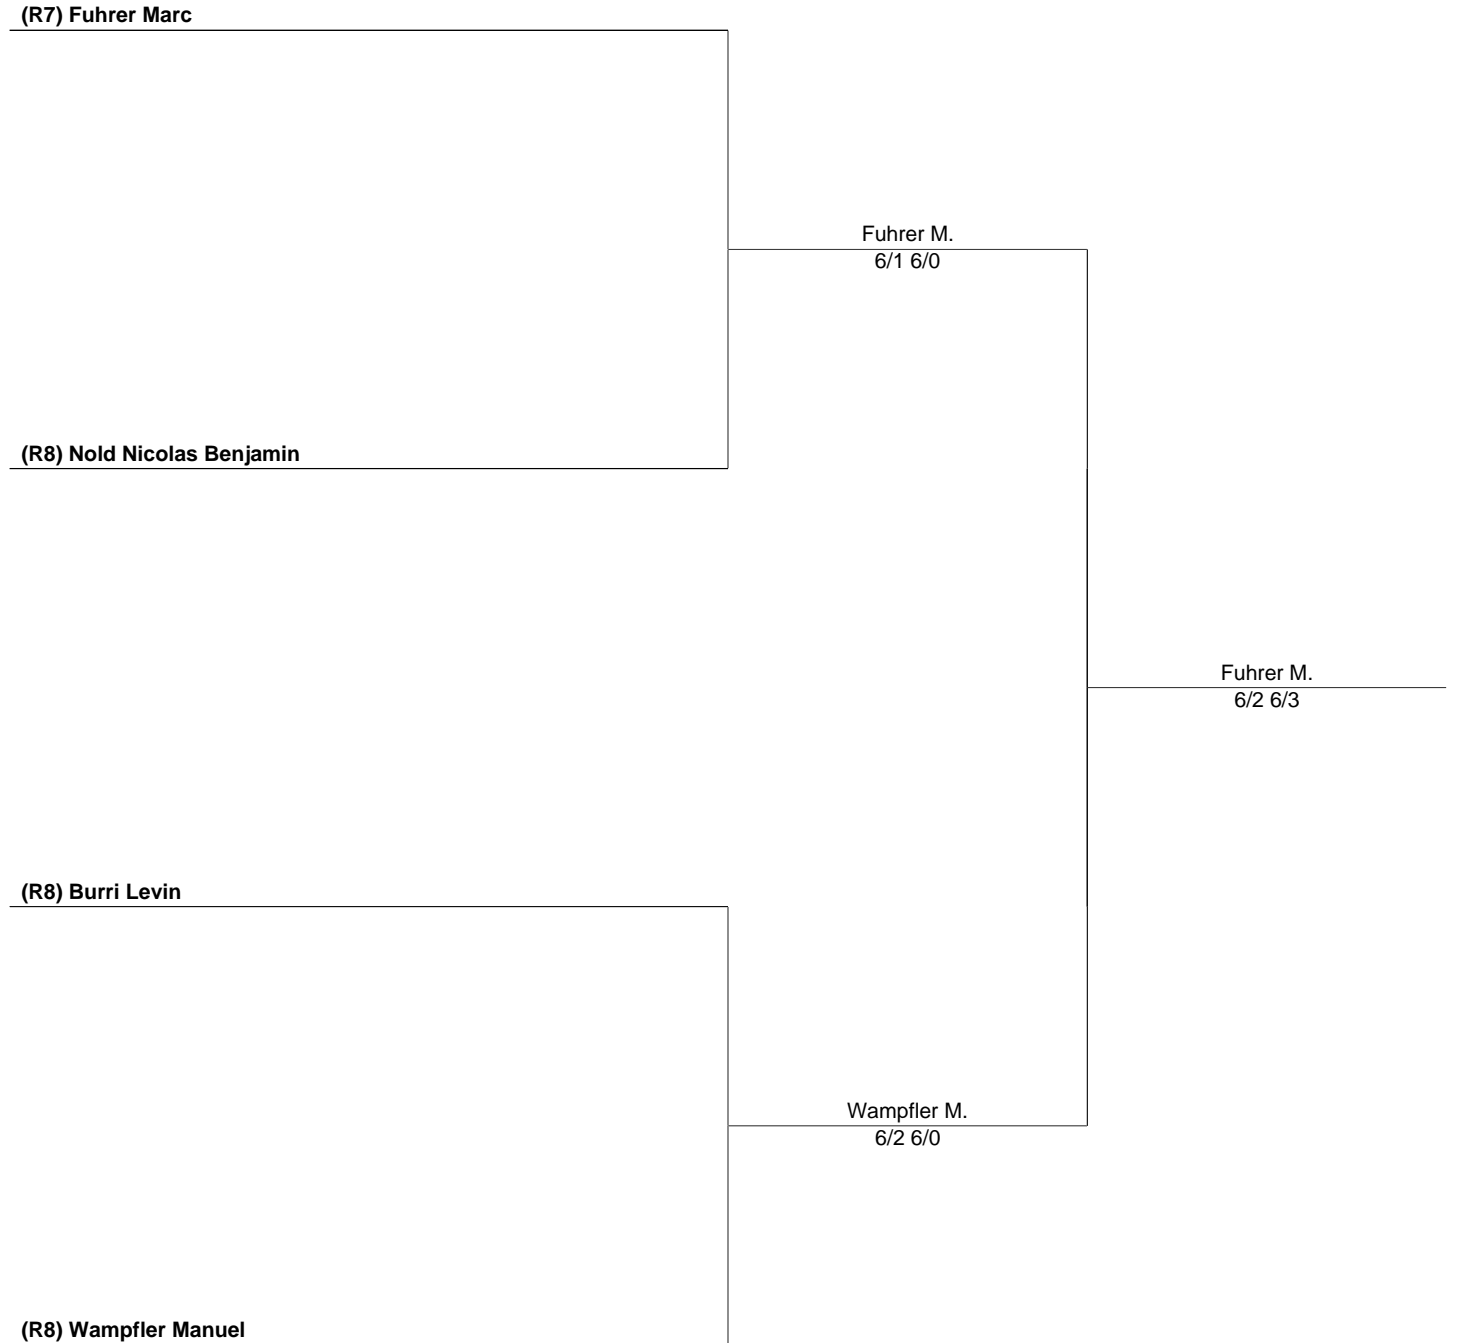 (R7) Fuhrer Marc
Fuhrer M.
6/1 6/0
(R8) Nold Nicolas Benjamin
Fuhrer M.
6/2 6/3
(R8) Burri Levin
Wampfler M.
6/2 6/0
(R8) Wampfler Manuel